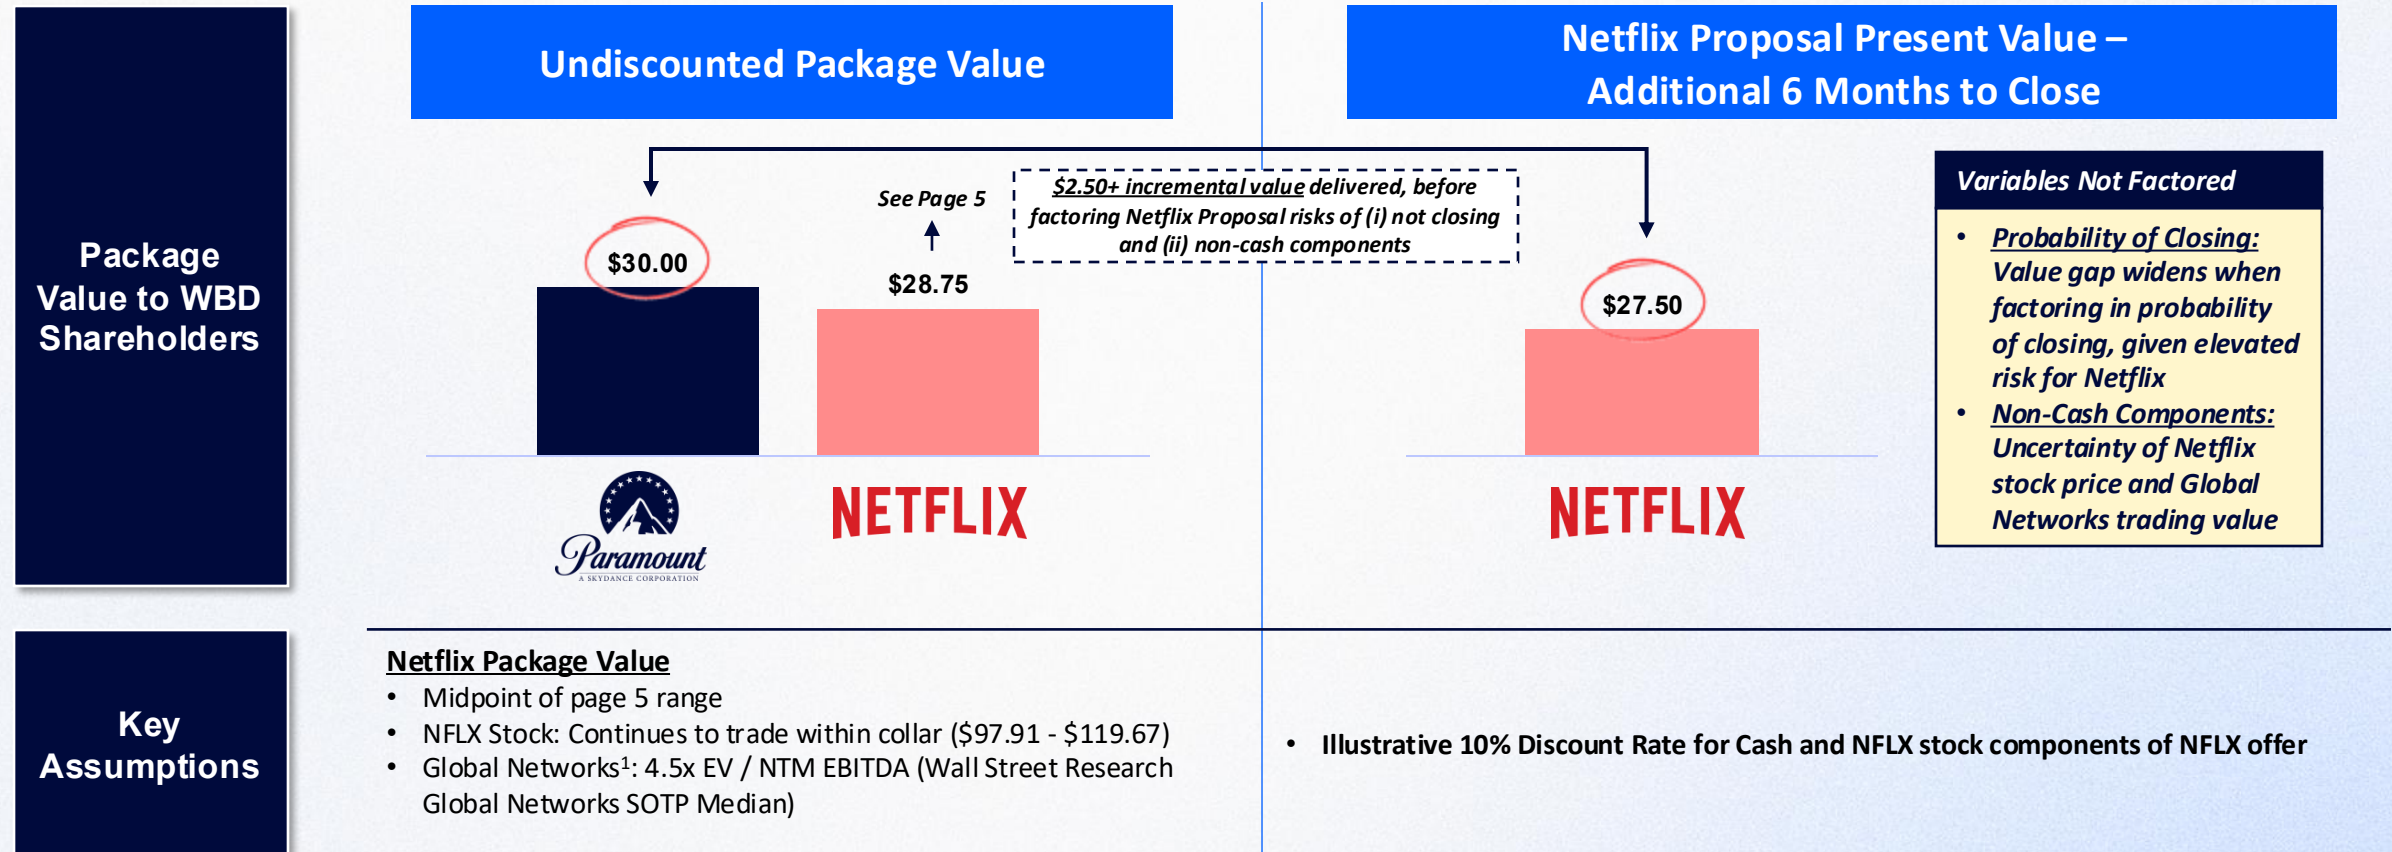 Package
Value to WBD
Shareholders
Undiscounted Package Value
Netflix Proposal Present Value –
Additional 6 Months to Close
See Page 5
$2.50+ incremental value delivered, before
factoring Netflix Proposal risks of (i) not closing
and (ii) non-cash components
$30.00
$28.75
$27.50
Paramount
A SKYDANCE CORPORATION
NETFLIX
NETFLIX
Variables Not Factored
• Probability of Closing:
Value gap widens when
factoring in probability
of closing, given elevated
risk for Netflix
• Non-Cash Components:
Uncertainty of Netflix
stock price and Global
Networks trading value
Key
Assumptions
Netflix Package Value
• Midpoint of page 5 range
• NFLX Stock: Continues to trade within collar ($97.91 - $119.67)
• Global Networks¹: 4.5x EV / NTM EBITDA (Wall Street Research
Global Networks SOTP Median)
• Illustrative 10% Discount Rate for Cash and NFLX stock components of NFLX offer